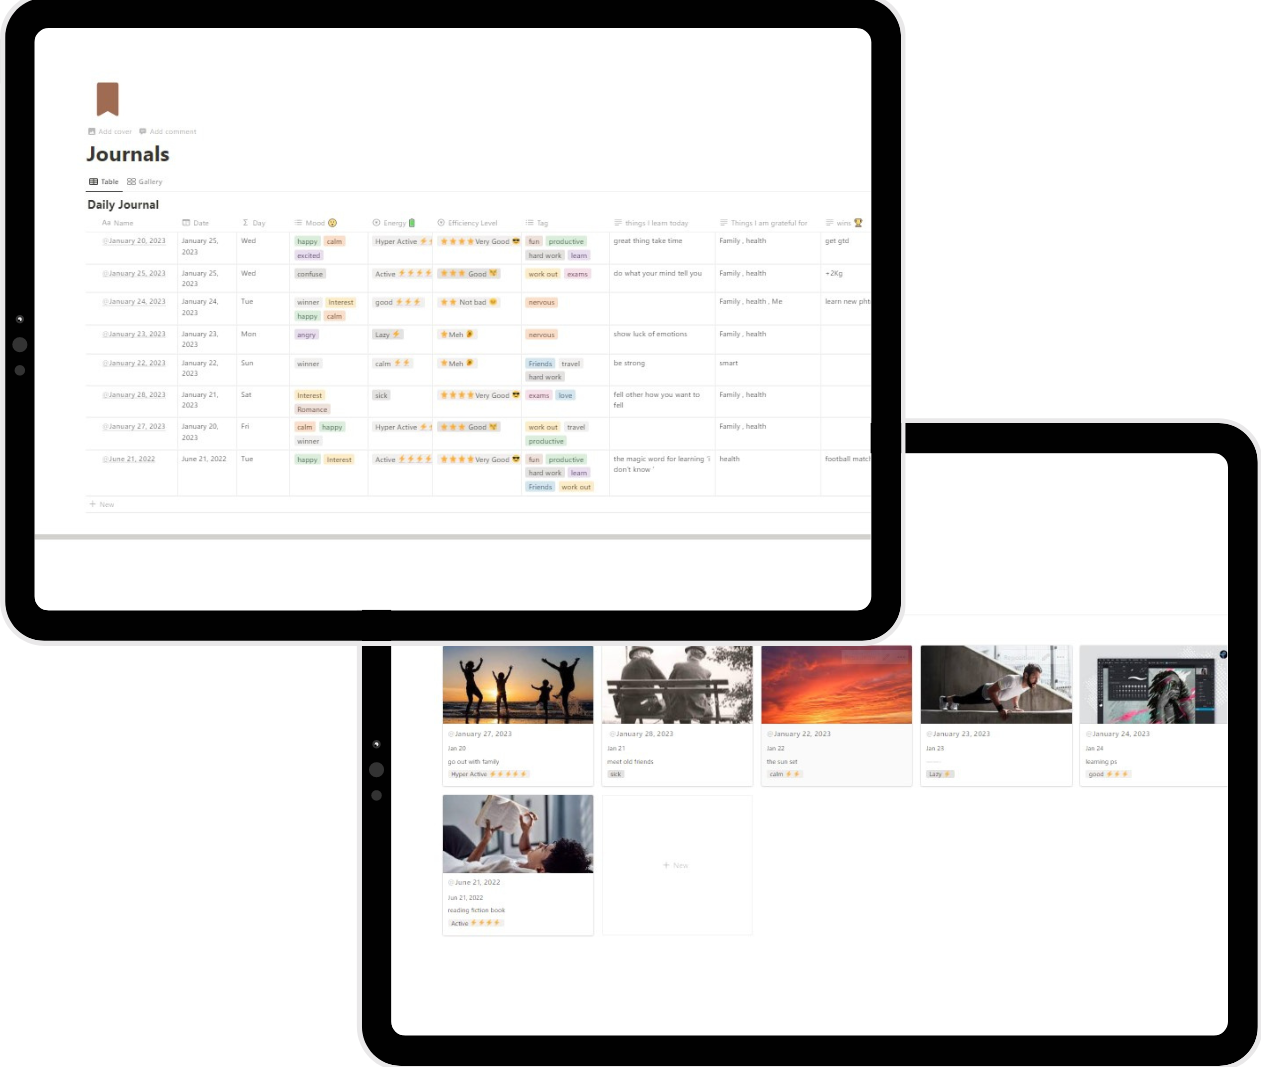 Add cover Add comment
Journals
Table Gallery
Daily Journal
Aa Name Date Day Mood Energy Efficiency Level Tag things I learn today Things I am grateful for wins
@January 20, 2023 January 25, 2023 Wed happy calm excited Hyper Active Very Good fun productive hard work learn great thing take time Family , health get gtd
@January 25, 2023 January 25, 2023 Wed confuse Active Good work out exams do what your mind tell you Family , health +2Kg
@January 24, 2023 January 24, 2023 Tue winner Interest happy calm good Not bad nervous Family , health , Me learn new pht
@January 23, 2023 January 23, 2023 Mon angry Lazy Meh nervous show luck of emotions Family , health
@January 22, 2023 January 22, 2023 Sun winner calm Meh Friends travel hard work be strong smart
@January 28, 2023 January 21, 2023 Sat Interest Romance sick Very Good exams love fell other how you want to fell Family , health
@January 27, 2023 January 20, 2023 Fri calm happy winner Hyper Active Good work out travel productive Family , health
@June 21, 2022 June 21, 2022 Tue happy Interest Active Very Good fun productive hard work learn Friends work out the magic word for learning 'i don't know ' health football match
+ New
@January 27, 2023 @January 28, 2023 @January 22, 2023 @January 23, 2023 @January 24, 2023
Jan 20 Jan 21 Jan 22 Jan 23 Jan 24
go out with family meet old friends the sun set learning ps
Hyper Active sick calm Lazy good
@June 21, 2022
Jun 21, 2022
reading fiction book
Active
+ New